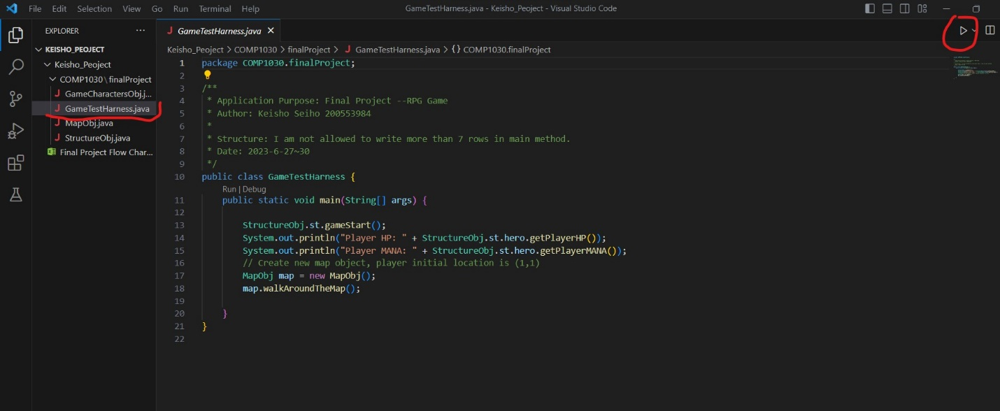 File Edit Selection View Go Run Terminal Help
GameTestHarness.java - Keisho_Peoject - Visual Studio Code
EXPLORER
KEISHO_PEOJECT
Keisho_Peoject
COMP1030\finalProject
GameCharactersObj.j...
GameTestHarness.java
MapObj.java
StructureObj.java
Final Project Flow Char...
J GameTestHarness.java
Keisho_Peoject > COMP1030 > finalProject > J GameTestHarness.java > {} COMP1030.finalProject
1 package COMP1030.finalProject;
2
3 /**
4 * Application Purpose: Final Project --RPG Game
5 * Author: Keisho Seiho 200553984
6 *
7 * Structure: I am not allowed to write more than 7 rows in main method.
8 * Date: 2023-6-27~30
9 */
10 public class GameTestHarness {
Run | Debug
11 public static void main(String[] args) {
12
13 StructureObj.st.gameStart();
14 System.out.println("Player HP: " + StructureObj.st.hero.getPlayerHP());
15 System.out.println("Player MANA: " + StructureObj.st.hero.getPlayerMANA());
16 // Create new map object, player initial location is (1,1)
17 MapObj map = new MapObj();
18 map.walkAroundTheMap();
19
20 }
21 }
22